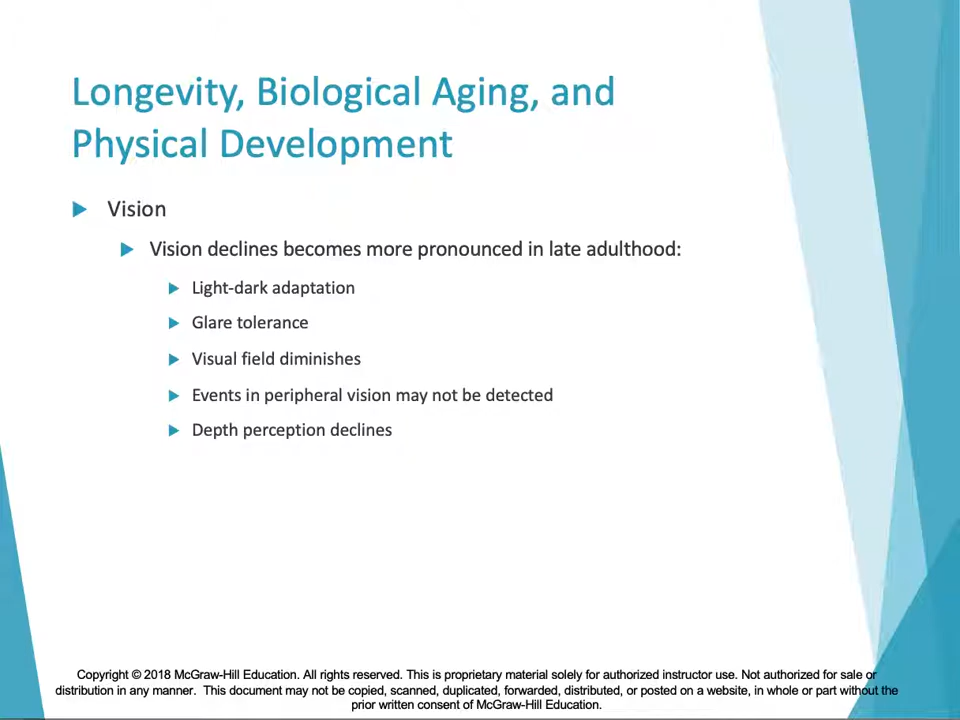 Longevity, Biological Aging, and
Physical Development
Vision
Vision declines becomes more pronounced in late adulthood:
Light-dark adaptation
Glare tolerance
Visual field diminishes
Events in peripheral vision may not be detected
Depth perception declines
Copyright © 2018 McGraw-Hill Education. All rights reserved. This is proprietary material solely for authorized instructor use. Not authorized for sale or
distribution in any manner. This document may not be copied, scanned, duplicated, forwarded, distributed, or posted on a website, in whole or part without the
prior written consent of McGraw-Hill Education.